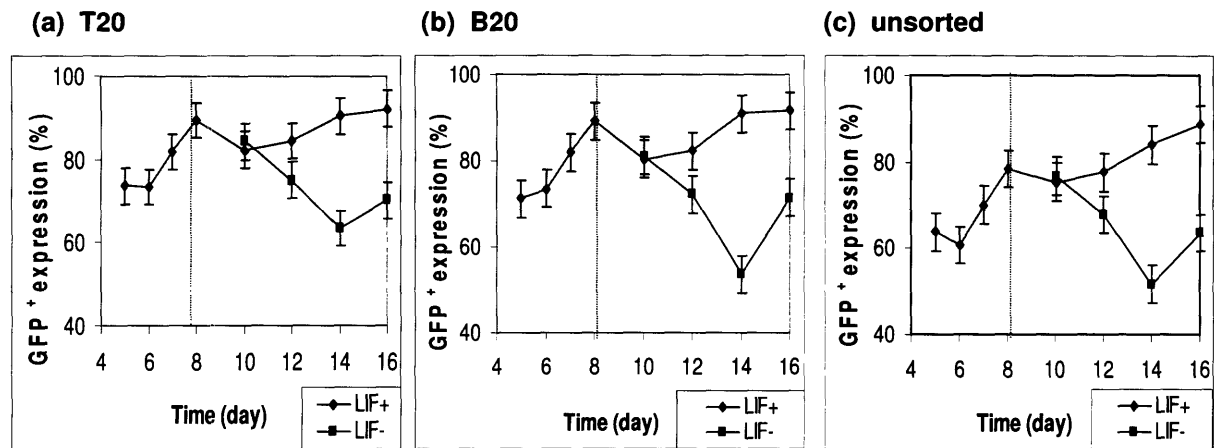 (a) T20
(b) B20
(c) unsorted
GFP + expression (%)
100
80
60
40
4 6 8 10 12 14 16
Time (day)
LIF+
LIF-
GFP + expression (%)
100
80
60
40
4 6 8 10 12 14 16
Time (day)
LIF+
LIF-
GFP + expression (%)
100
80
60
40
4 6 8 10 12 14 16
Time (day)
LIF+
LIF-